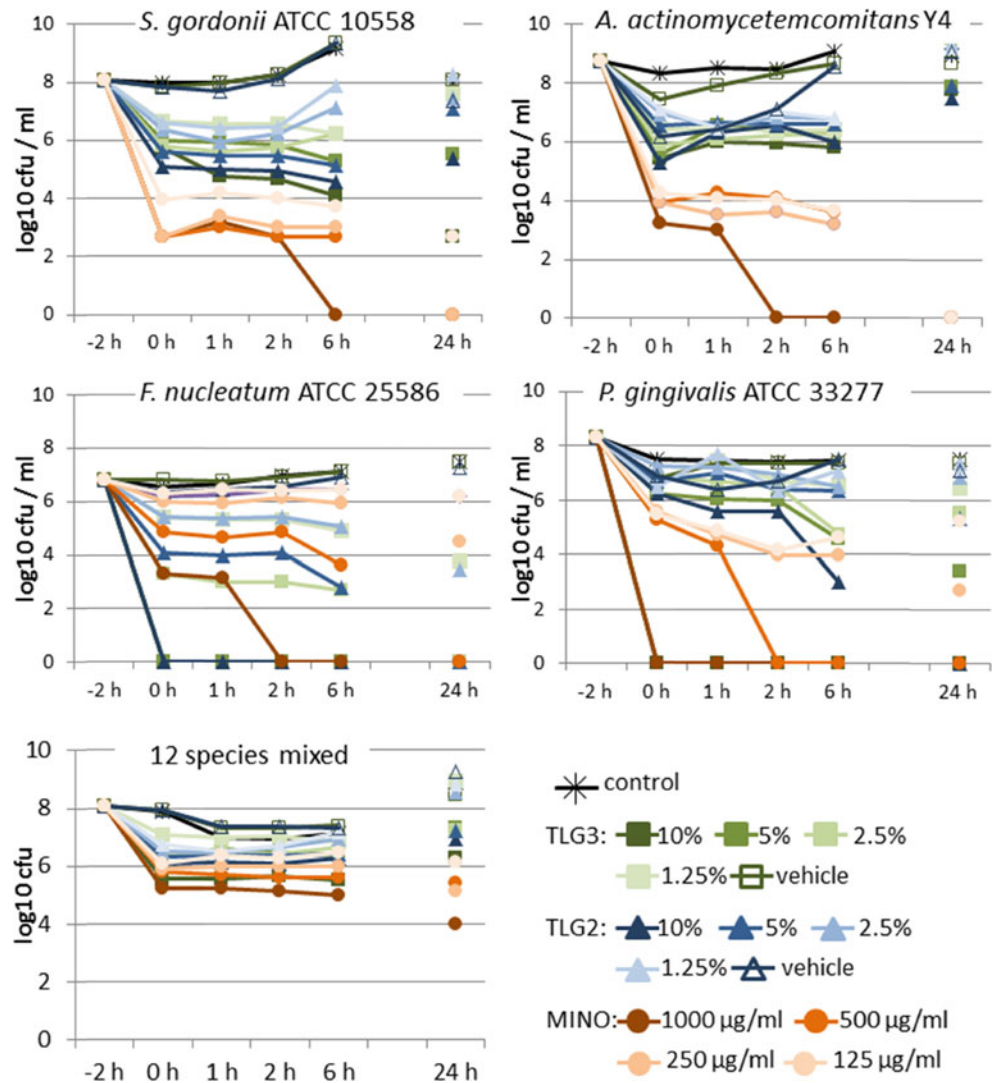 S. gordonii ATCC 10558
log10 cfu / ml
10
8
6
4
2
0
-2 h 0 h 1 h 2 h 6 h 24 h
A. actinomycetemcomitans Y4
log10 cfu / ml
10
8
6
4
2
0
-2 h 0 h 1 h 2 h 6 h 24 h
F. nucleatum ATCC 25586
log10 cfu / ml
10
8
6
4
2
0
-2 h 0 h 1 h 2 h 6 h 24 h
P. gingivalis ATCC 33277
log10 cfu / ml
10
8
6
4
2
0
-2 h 0 h 1 h 2 h 6 h 24 h
12 species mixed
log10 cfu
10
8
6
4
2
0
-2 h 0 h 1 h 2 h 6 h 24 h
control
TLG3: 10% 5% 2.5%
1.25% vehicle
TLG2: 10% 5% 2.5%
1.25% vehicle
MINO: 1000 µg/ml 500 µg/ml
250 µg/ml 125 µg/ml